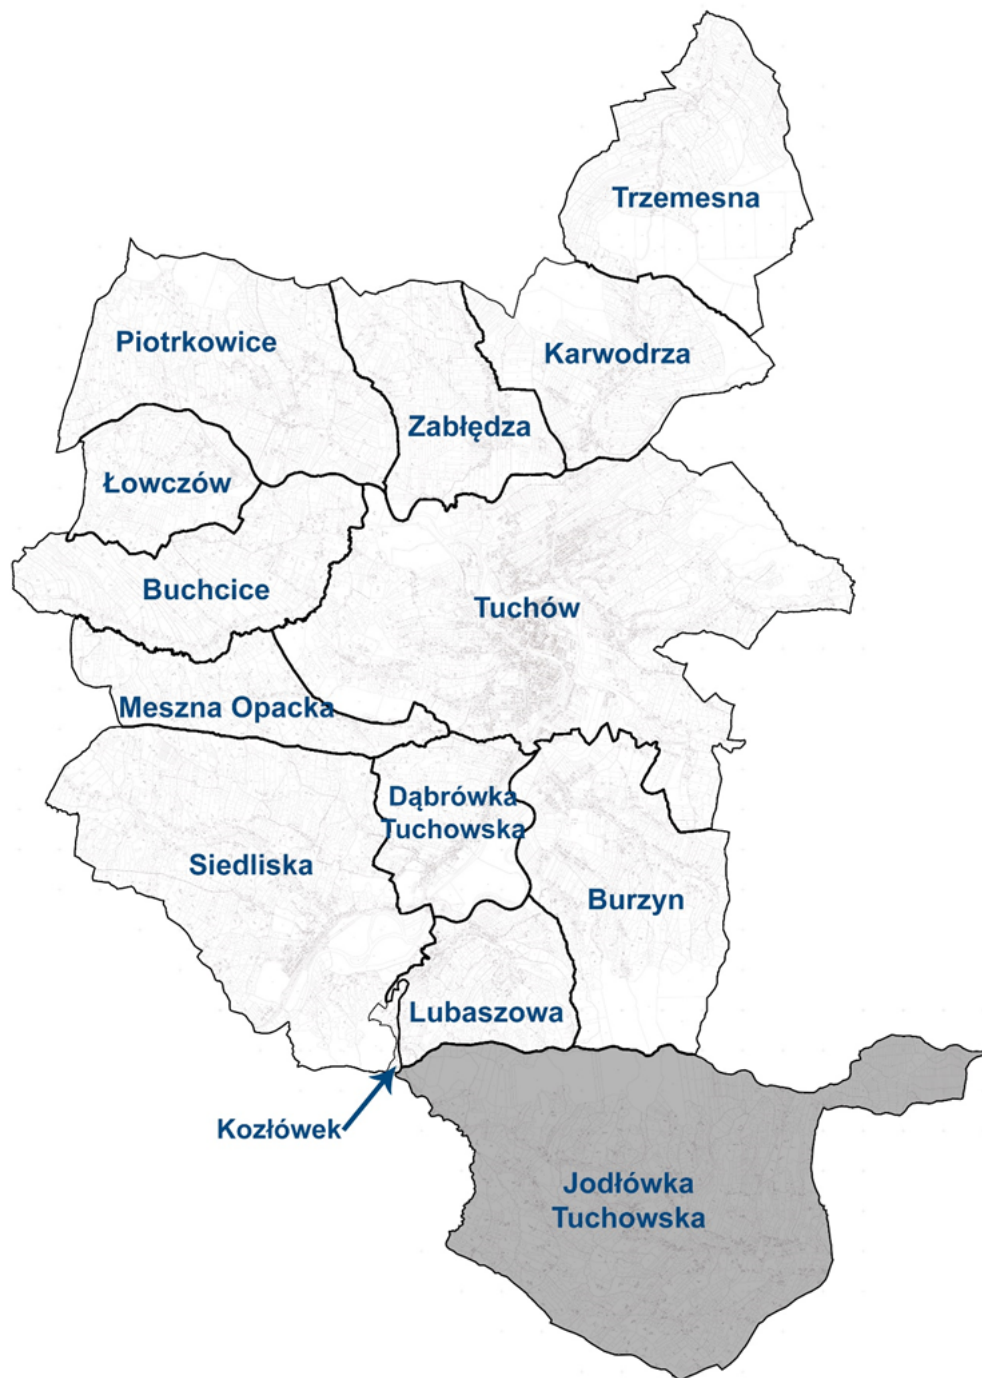 Trzemesna
Piotrkowice
Karwodrza
Zabłędza
Łowczów
Buchcice
Tuchów
Meszna Opacka
Dąbrówka
Tuchowska
Siedliska
Burzyn
Lubaszowa
Kozłówek
Jodłówka
Tuchowska